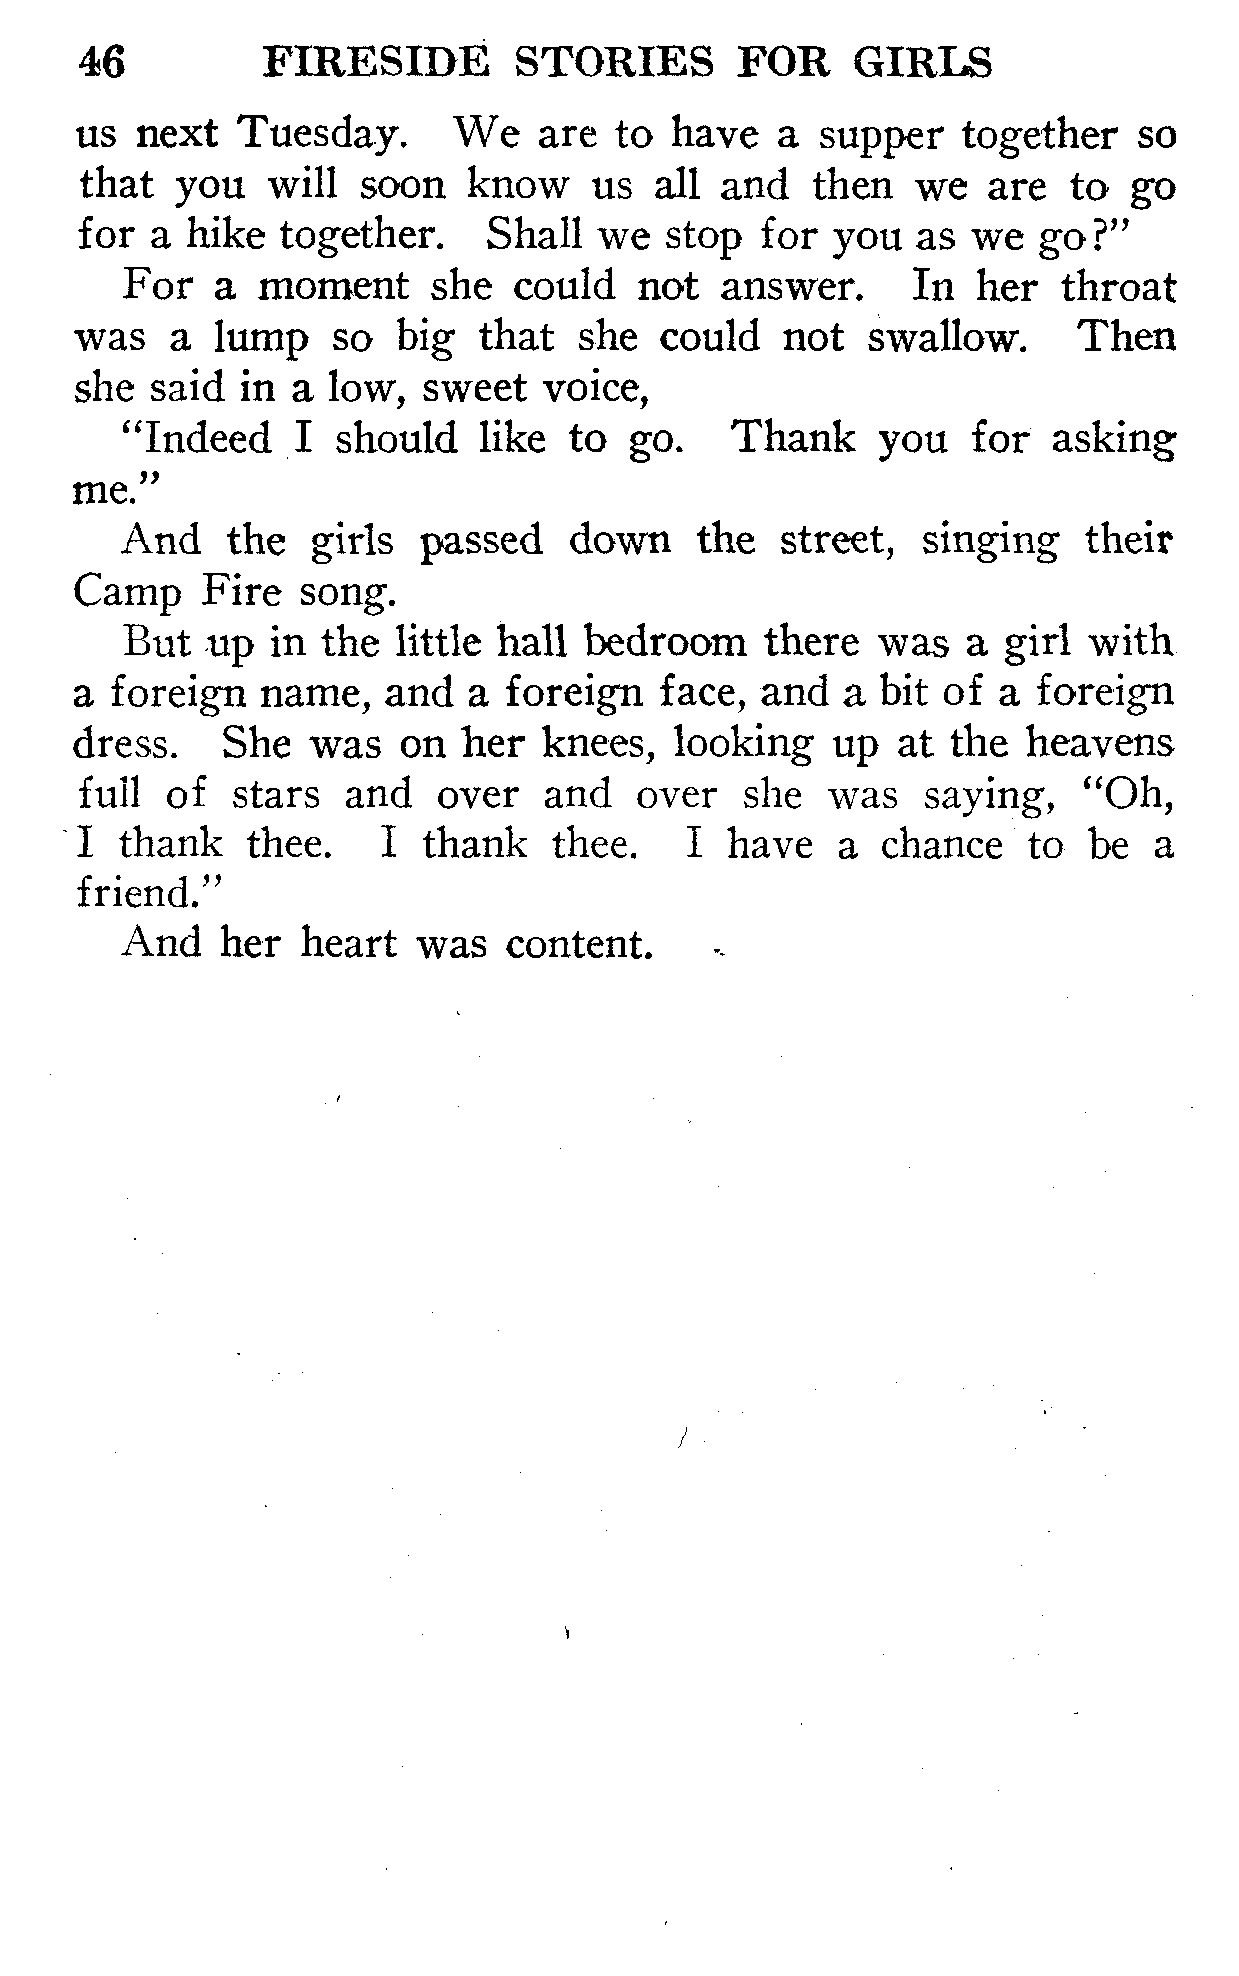 46 FIRESIDE STORIES FOR GIRLS
us next Tuesday. We are to have a supper together so
that you will soon know us all and then we are to go
for a hike together. Shall we stop for you as we go?"
For a moment she could not answer. In her throat
was a lump so big that she could not swallow. Then
she said in a low, sweet voice,
"Indeed I should like to go. Thank you for asking
me."
And the girls passed down the street, singing their
Camp Fire song.
But up in the little hall bedroom there was a girl with
a foreign name, and a foreign face, and a bit of a foreign
dress. She was on her knees, looking up at the heavens
full of stars and over and over she was saying, "Oh,
I thank thee. I thank thee. I have a chance to be a
friend."
And her heart was content.